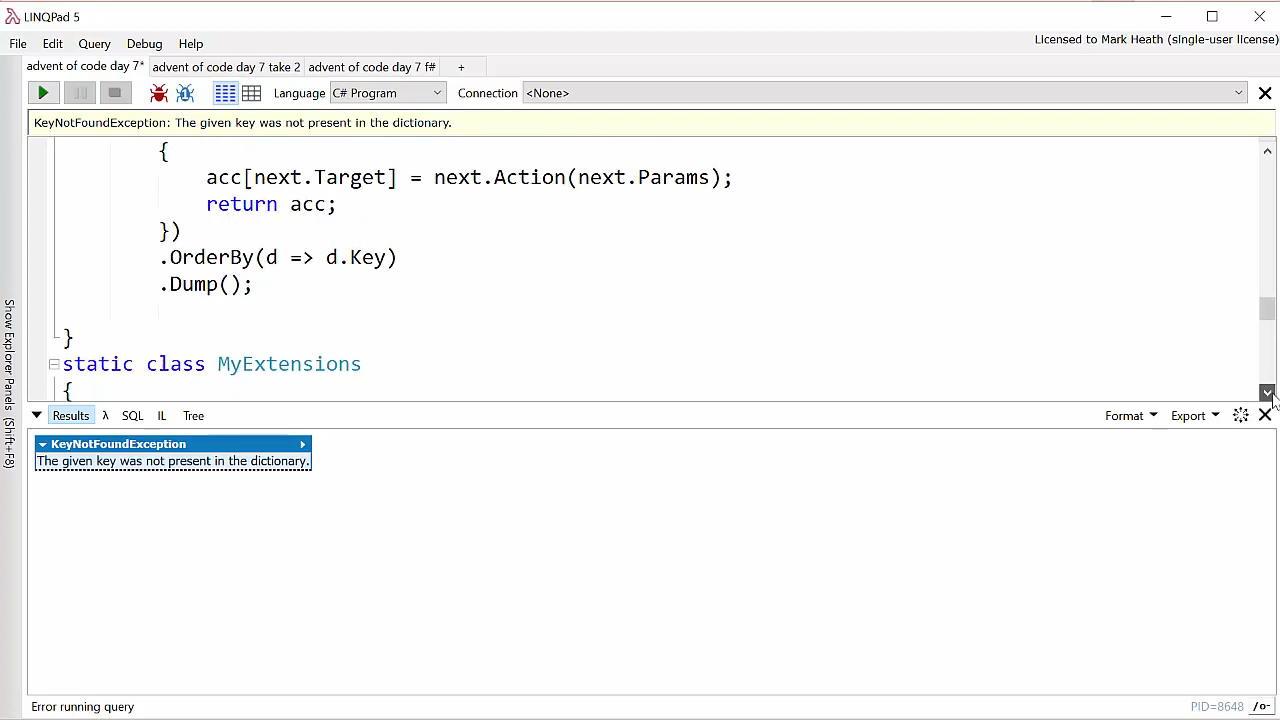 LINQPad 5
File Edit Query Debug Help
Licensed to Mark Heath (single-user license)
advent of code day 7* advent of code day 7 take 2 advent of code day 7 f# +
Language C# Program Connection <None>
KeyNotFoundException: The given key was not present in the dictionary.
{
acc[next.Target] = next.Action(next.Params);
return acc;
})
.OrderBy(d => d.Key)
.Dump();
}
static class MyExtensions
{
Show Explorer Panels (Shift+F8)
Results λ SQL IL Tree Format Export
KeyNotFoundException
The given key was not present in the dictionary.
Error running query PID=8648 /o-